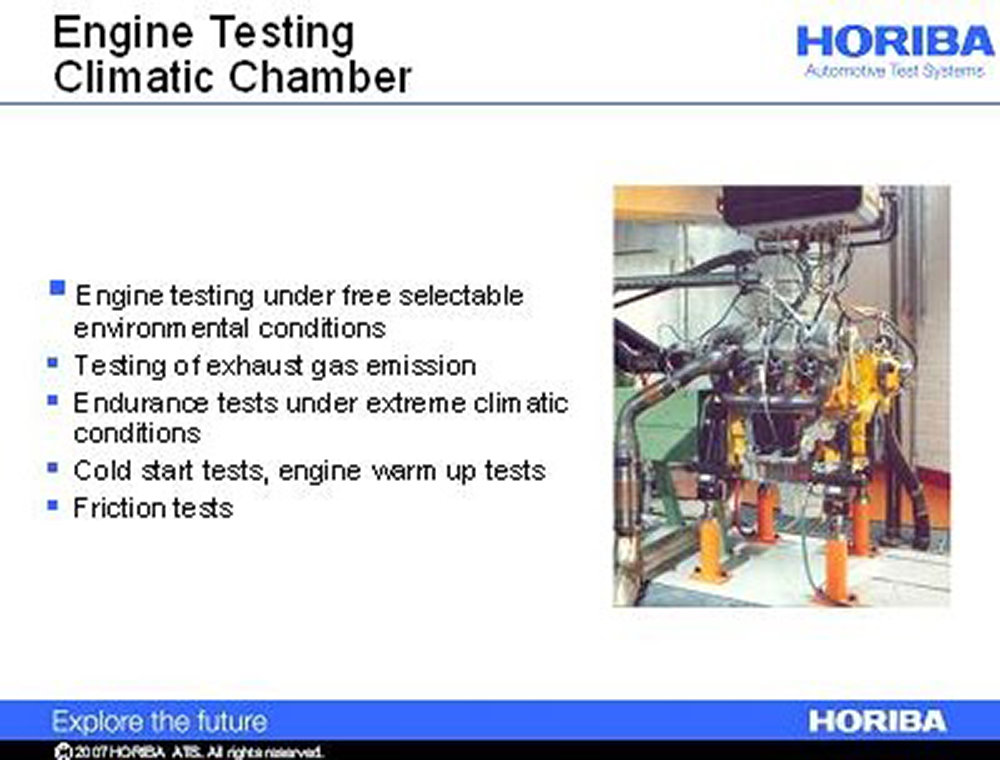 Engine Testing
Climatic Chamber
HORIBA
Automotive Test Systems
Engine testing under free selectable
environmental conditions
Testing of exhaust gas emission
Endurance tests under extreme climatic
conditions
Cold start tests, engine warm up tests
Friction tests
Explore the future
HORIBA
© 2007 HORIBA ATS. All rights reserved.